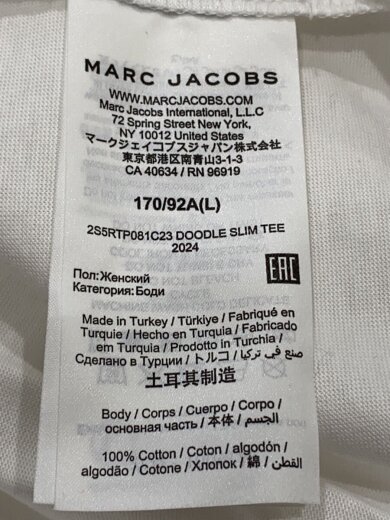 MARC JACOBS
WWW.MARCJACOBS.COM
Marc Jacobs International, L.L.C
72 Spring Street New York,
NY 10012 United States
マークジェイコブスジャパン株式会社
東京都港区南青山3-1-3
CA 40634 / RN 96919
170/92A(L)
2S5RTP081C23 DOODLE SLIM TEE
2024
Пол:Женский
Категория: Боди
EAC
Made in Turkey / Türkiye / Fabriqué en
Turquie / Hecho en Turquia / Fabricado
em Turquia / Prodotto in Turchia /
Сделано в Турции / トルコ / صنع في تركيا /
土耳其制造
Body / Corps / Cuerpo / Corpo /
основная часть / 本体 / الجسم /
100% Cotton / Coton / algodón /
algodão / Cotone / Хлопок / 綿 / القطن /